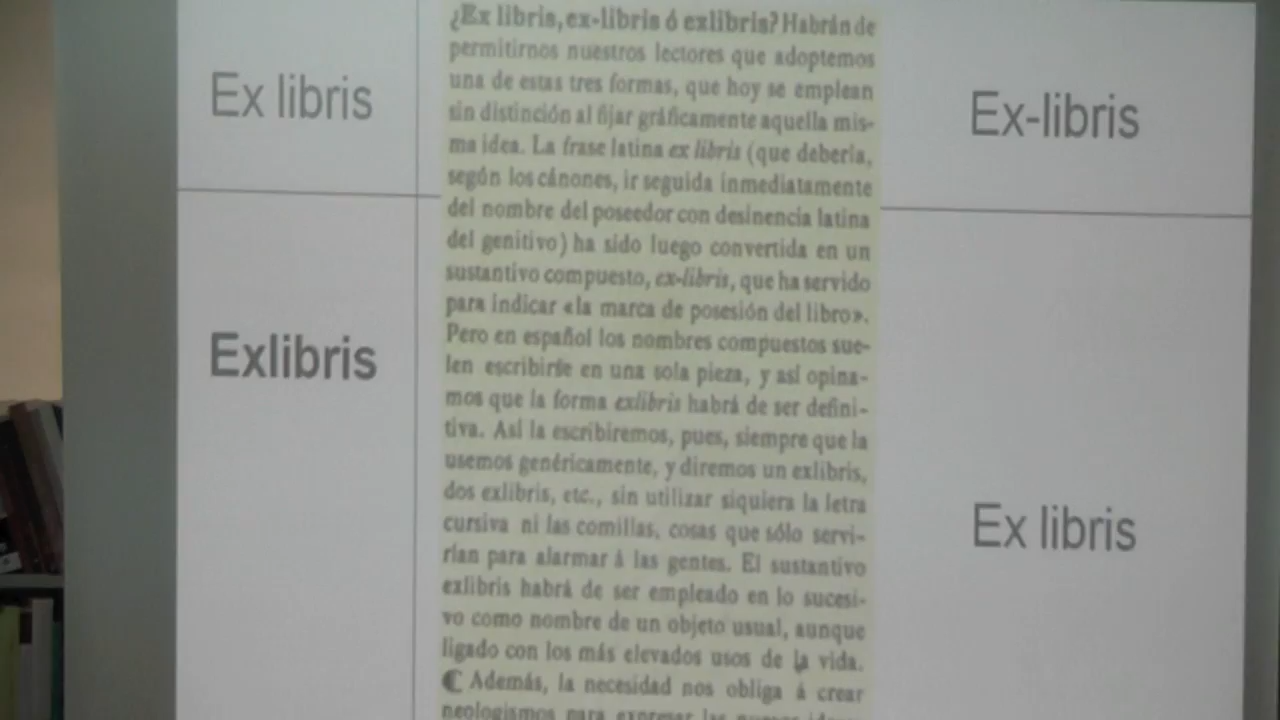 Ex libris
Exlibris
¿Ex libris, ex-libris ó exlibris? Habrán de
permitirnos nuestros lectores que adoptemos
una de estas tres formas, que hoy se emplean
sin distinción al fijar gráficamente aquella mis-
ma idea. La frase latina ex libris (que debería,
según los cánones, ir seguida inmediatamente
del nombre del poseedor con desinencia latina
del genitivo) ha sido luego convertida en un
sustantivo compuesto, ex-libris, que ha servido
para indicar «la marca de posesión del libro».
Pero en español los nombres compuestos sue-
len escribirse en una sola pieza, y así opina-
mos que la forma exlibris habrá de ser defini-
tiva. Así la escribiremos, pues, siempre que la
usemos genéricamente, y diremos un exlibris,
dos exlibris, etc., sin utilizar siquiera la letra
cursiva ni las comillas, cosas que sólo servi-
rían para alarmar á las gentes. El sustantivo
exlibris habrá de ser empleado en lo sucesi-
vo como nombre de un objeto usual, aunque
ligado con los más elevados usos de la vida.
Además, la necesidad nos obliga á crear
neologismos para expresar las nuevas
Ex-libris
Ex libris